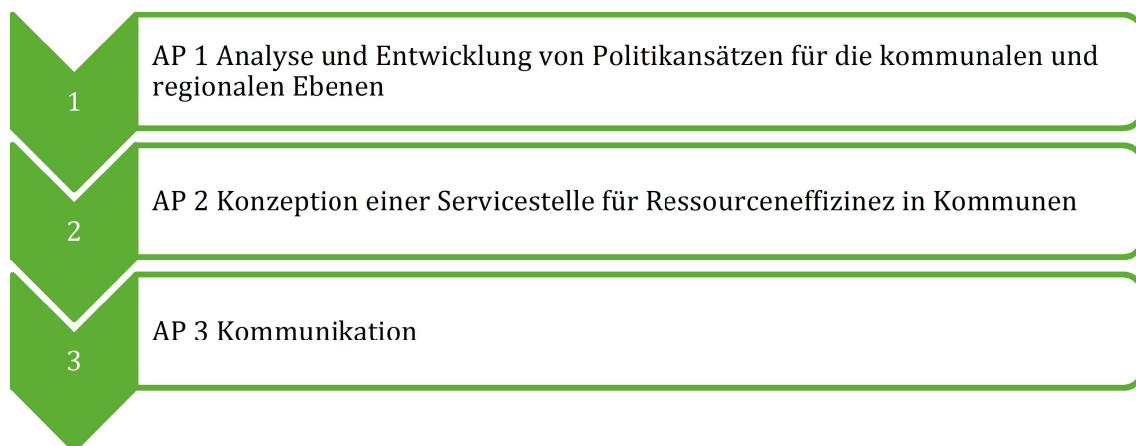 1
AP 1 Analyse und Entwicklung von Politikansätzen für die kommunalen und
regionalen Ebenen
2
AP 2 Konzeption einer Servicestelle für Ressourceneffizinez in Kommunen
3
AP 3 Kommunikation